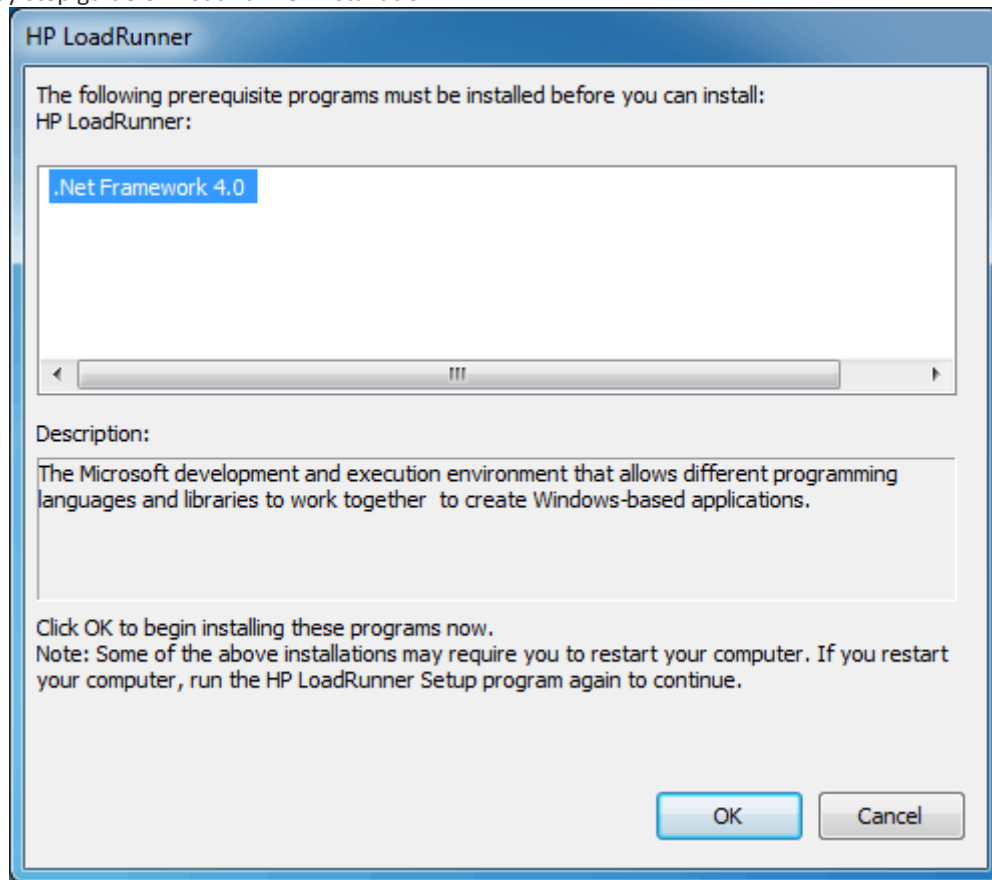 HP LoadRunner
The following prerequisite programs must be installed before you can install:
HP LoadRunner:
.Net Framework 4.0
Description:
The Microsoft development and execution environment that allows different programming
languages and libraries to work together  to create Windows-based applications.
Click OK to begin installing these programs now.
Note: Some of the above installations may require you to restart your computer. If you restart
your computer, run the HP LoadRunner Setup program again to continue.
OK
Cancel